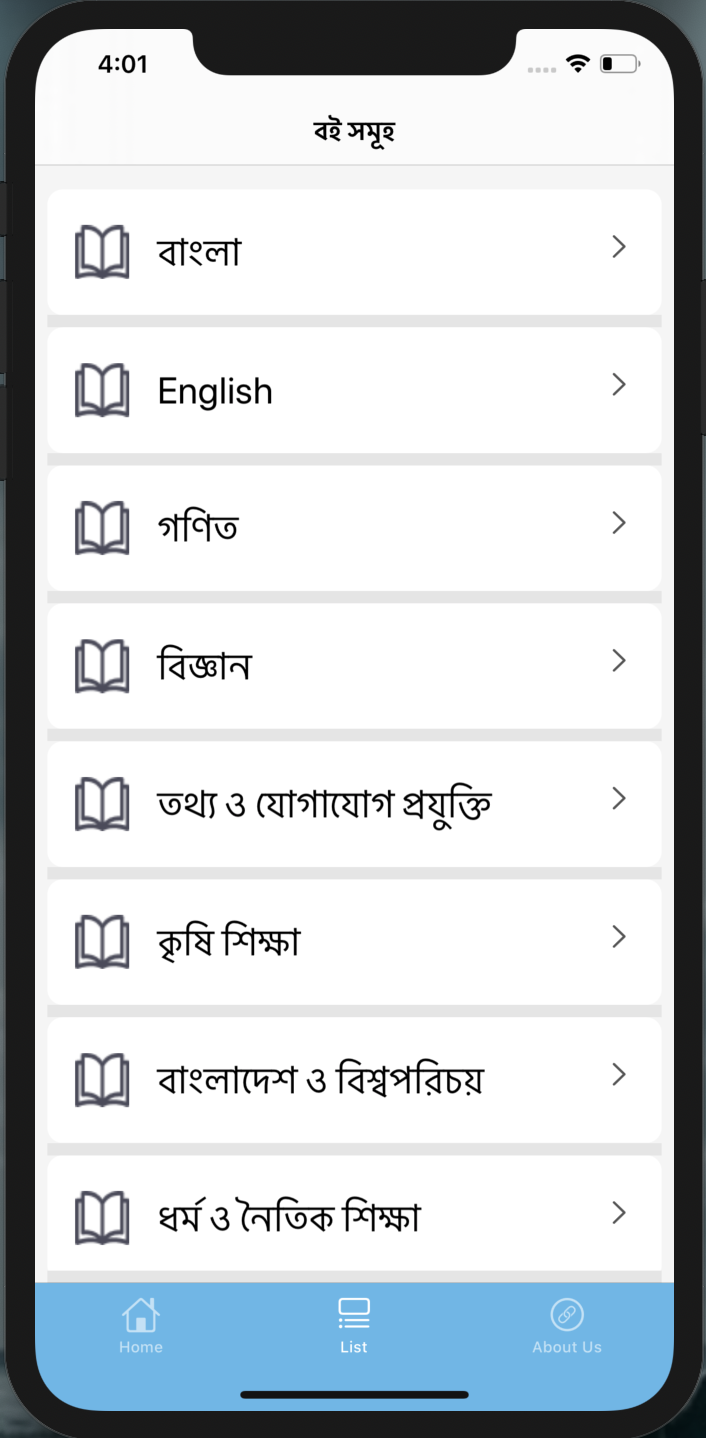 4:01
বই সমূহ
বাংলা
English
গণিত
বিজ্ঞান
তথ্য ও যোগাযোগ প্রযুক্তি
কৃষি শিক্ষা
বাংলাদেশ ও বিশ্বপরিচয়
ধর্ম ও নৈতিক শিক্ষা
Home
List
About Us